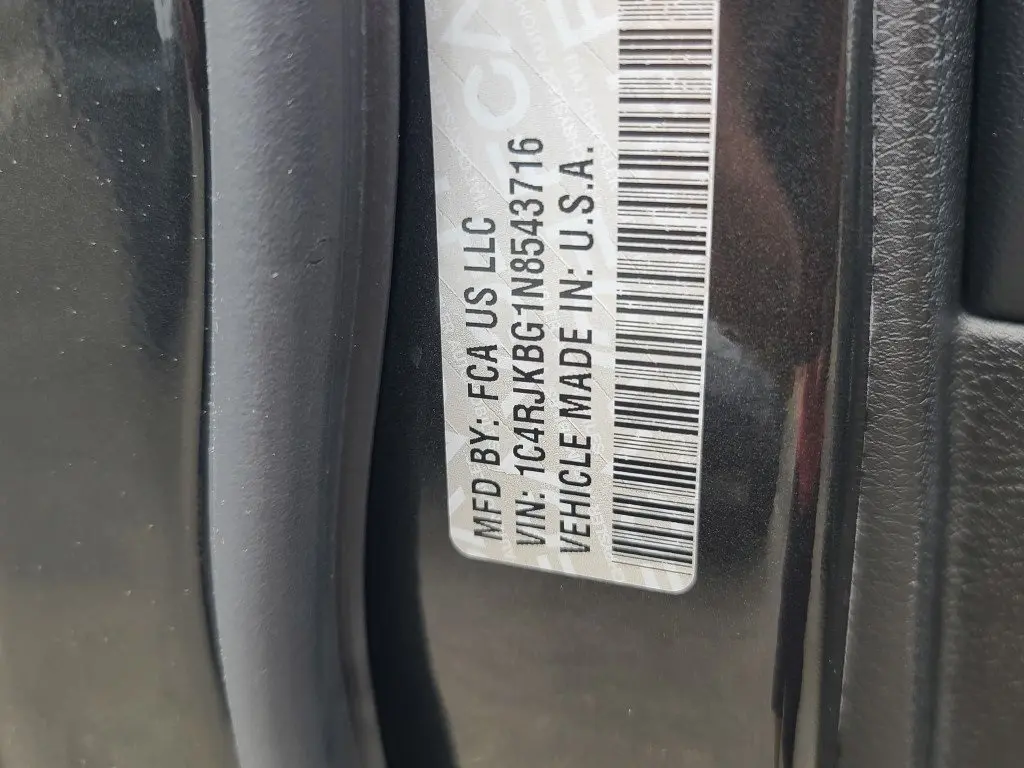 MFD BY: FCA US LLC
VIN: 1C4RJKBG1N8543716
VEHICLE MADE IN: U.S.A.